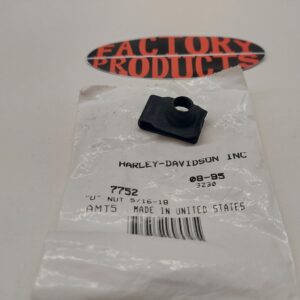 FACTORY
PRODUCTS
HARLEY-DAVIDSON INC
7752 08-95
3230
"U" NUT 5/16-18
AMTS MADE IN UNITED STATES